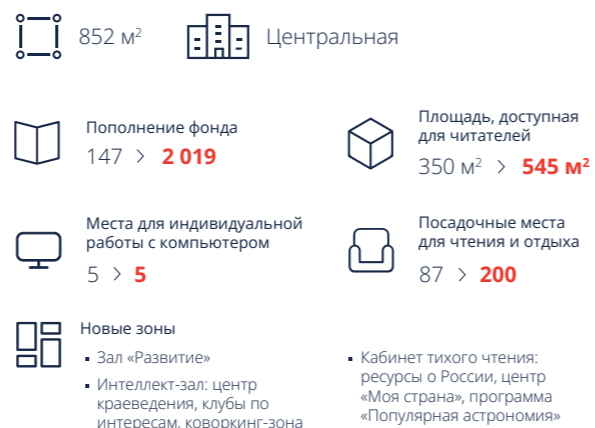 852 м²
Центральная
Пополнение фонда
147 > 2 019
Площадь, доступная
для читателей
350 м² > 545 м²
Места для индивидуальной
работы с компьютером
5 > 5
Посадочные места
для чтения и отдыха
87 > 200
Новые зоны
▪ Зал «Развитие»
▪ Интеллект-зал: центр
краеведения, клубы по
интересам, коворкинг-зона
▪ Кабинет тихого чтения:
ресурсы о России, центр
«Моя страна», программа
«Популярная астрономия»